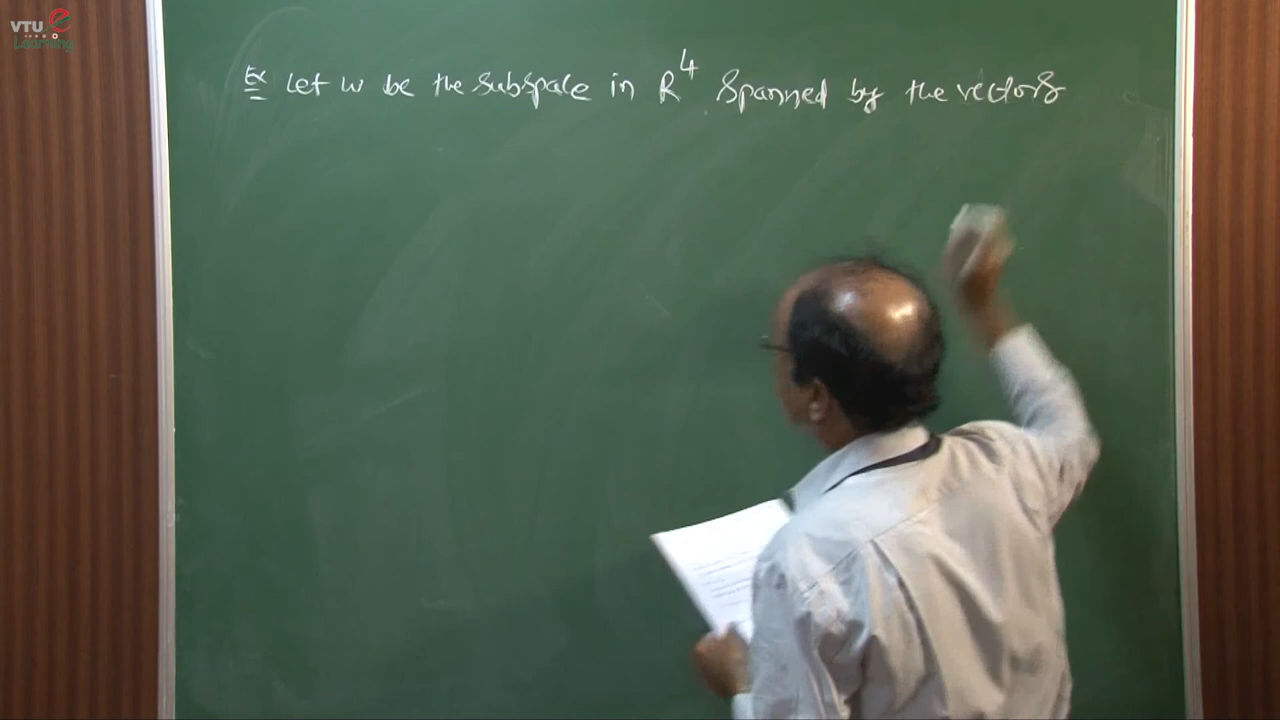 VTU e
Learning
Ex Let W be the subspace in R⁴ spanned by the vectors